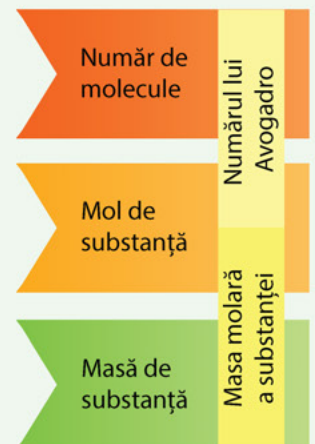 Număr de
molecule
Numărul lui
Avogadro
Mol de
substanță
Masa molară
a substanței
Masă de
substanță